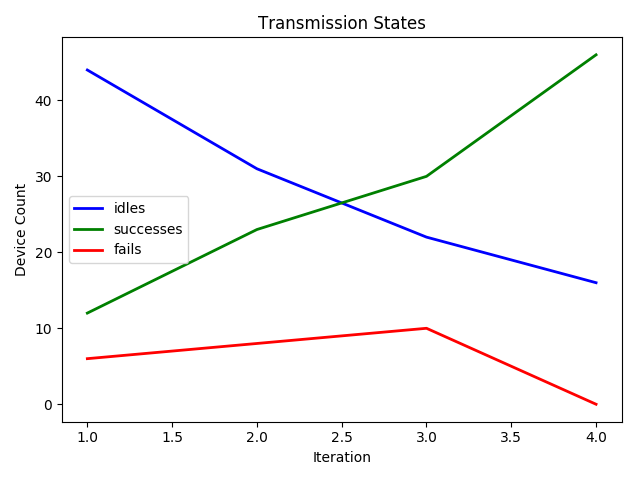 Transmission States
Device Count
40
30
20
10
0
idles
successes
fails
1.0 1.5 2.0 2.5 3.0 3.5 4.0
Iteration